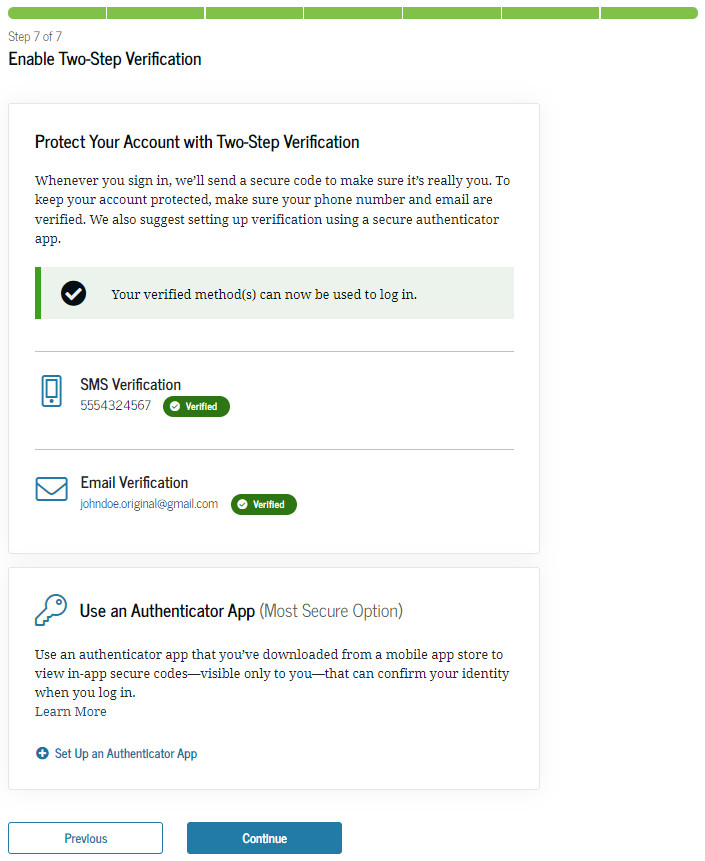 Step 7 of 7
Enable Two-Step Verification
Protect Your Account with Two-Step Verification
Whenever you sign in, we'll send a secure code to make sure it's really you. To
keep your account protected, make sure your phone number and email are
verified. We also suggest setting up verification using a secure authenticator
app.
Your verified method(s) can now be used to log in.
SMS Verification
5554324567 Verified
Email Verification
johndoe.original@gmail.com Verified
Use an Authenticator App (Most Secure Option)
Use an authenticator app that you've downloaded from a mobile app store to
view in-app secure codes—visible only to you—that can confirm your identity
when you log in.
Learn More
Set Up an Authenticator App
Previous Continue